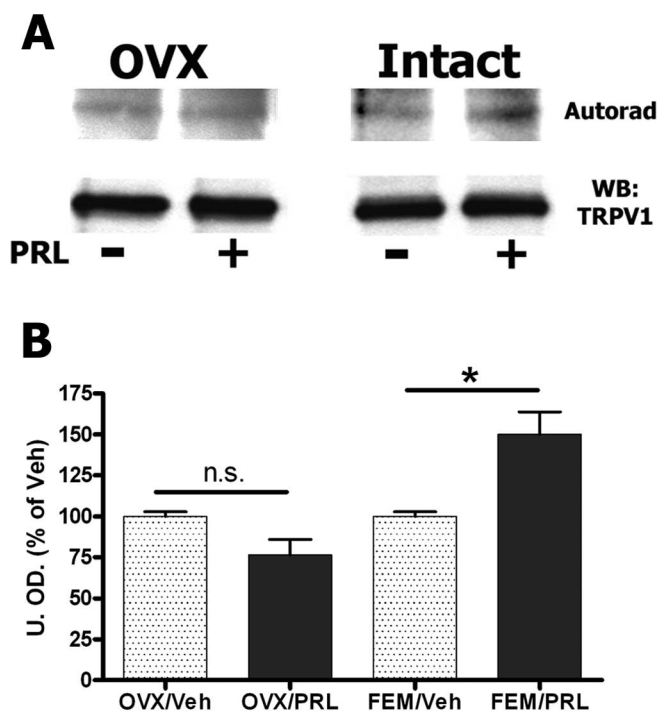 A
OVX Intact
Autorad
WB:
TRPV1
PRL - + - +
B
U. OD. (% of Veh)
175
150
125
100
75
50
25
0
n.s.
*
OVX/Veh OVX/PRL FEM/Veh FEM/PRL